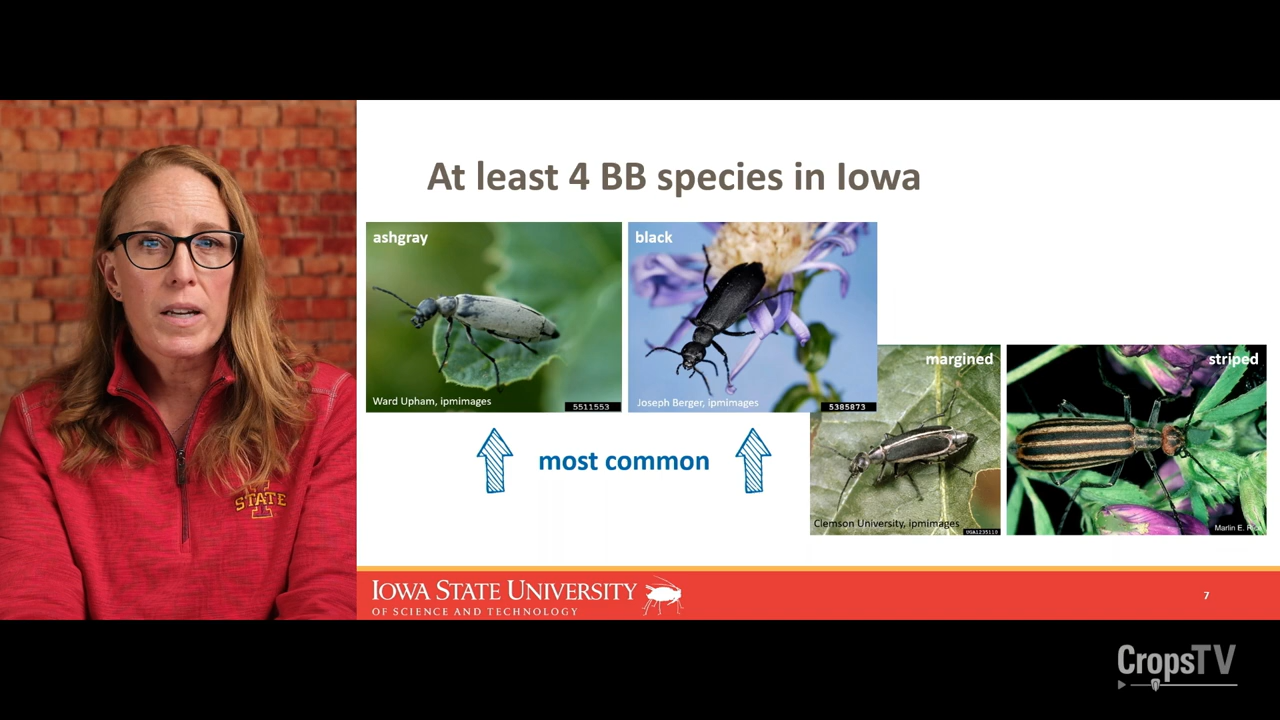 At least 4 BB species in Iowa
ashgray
black
Ward Upham, ipmimages
5511553
Joseph Berger, ipmimages
5385873
margined
striped
most common
Clemson University, ipmimages
Marlin E.
STATE
IOWA STATE UNIVERSITY
OF SCIENCE AND TECHNOLOGY
7
CropsTV